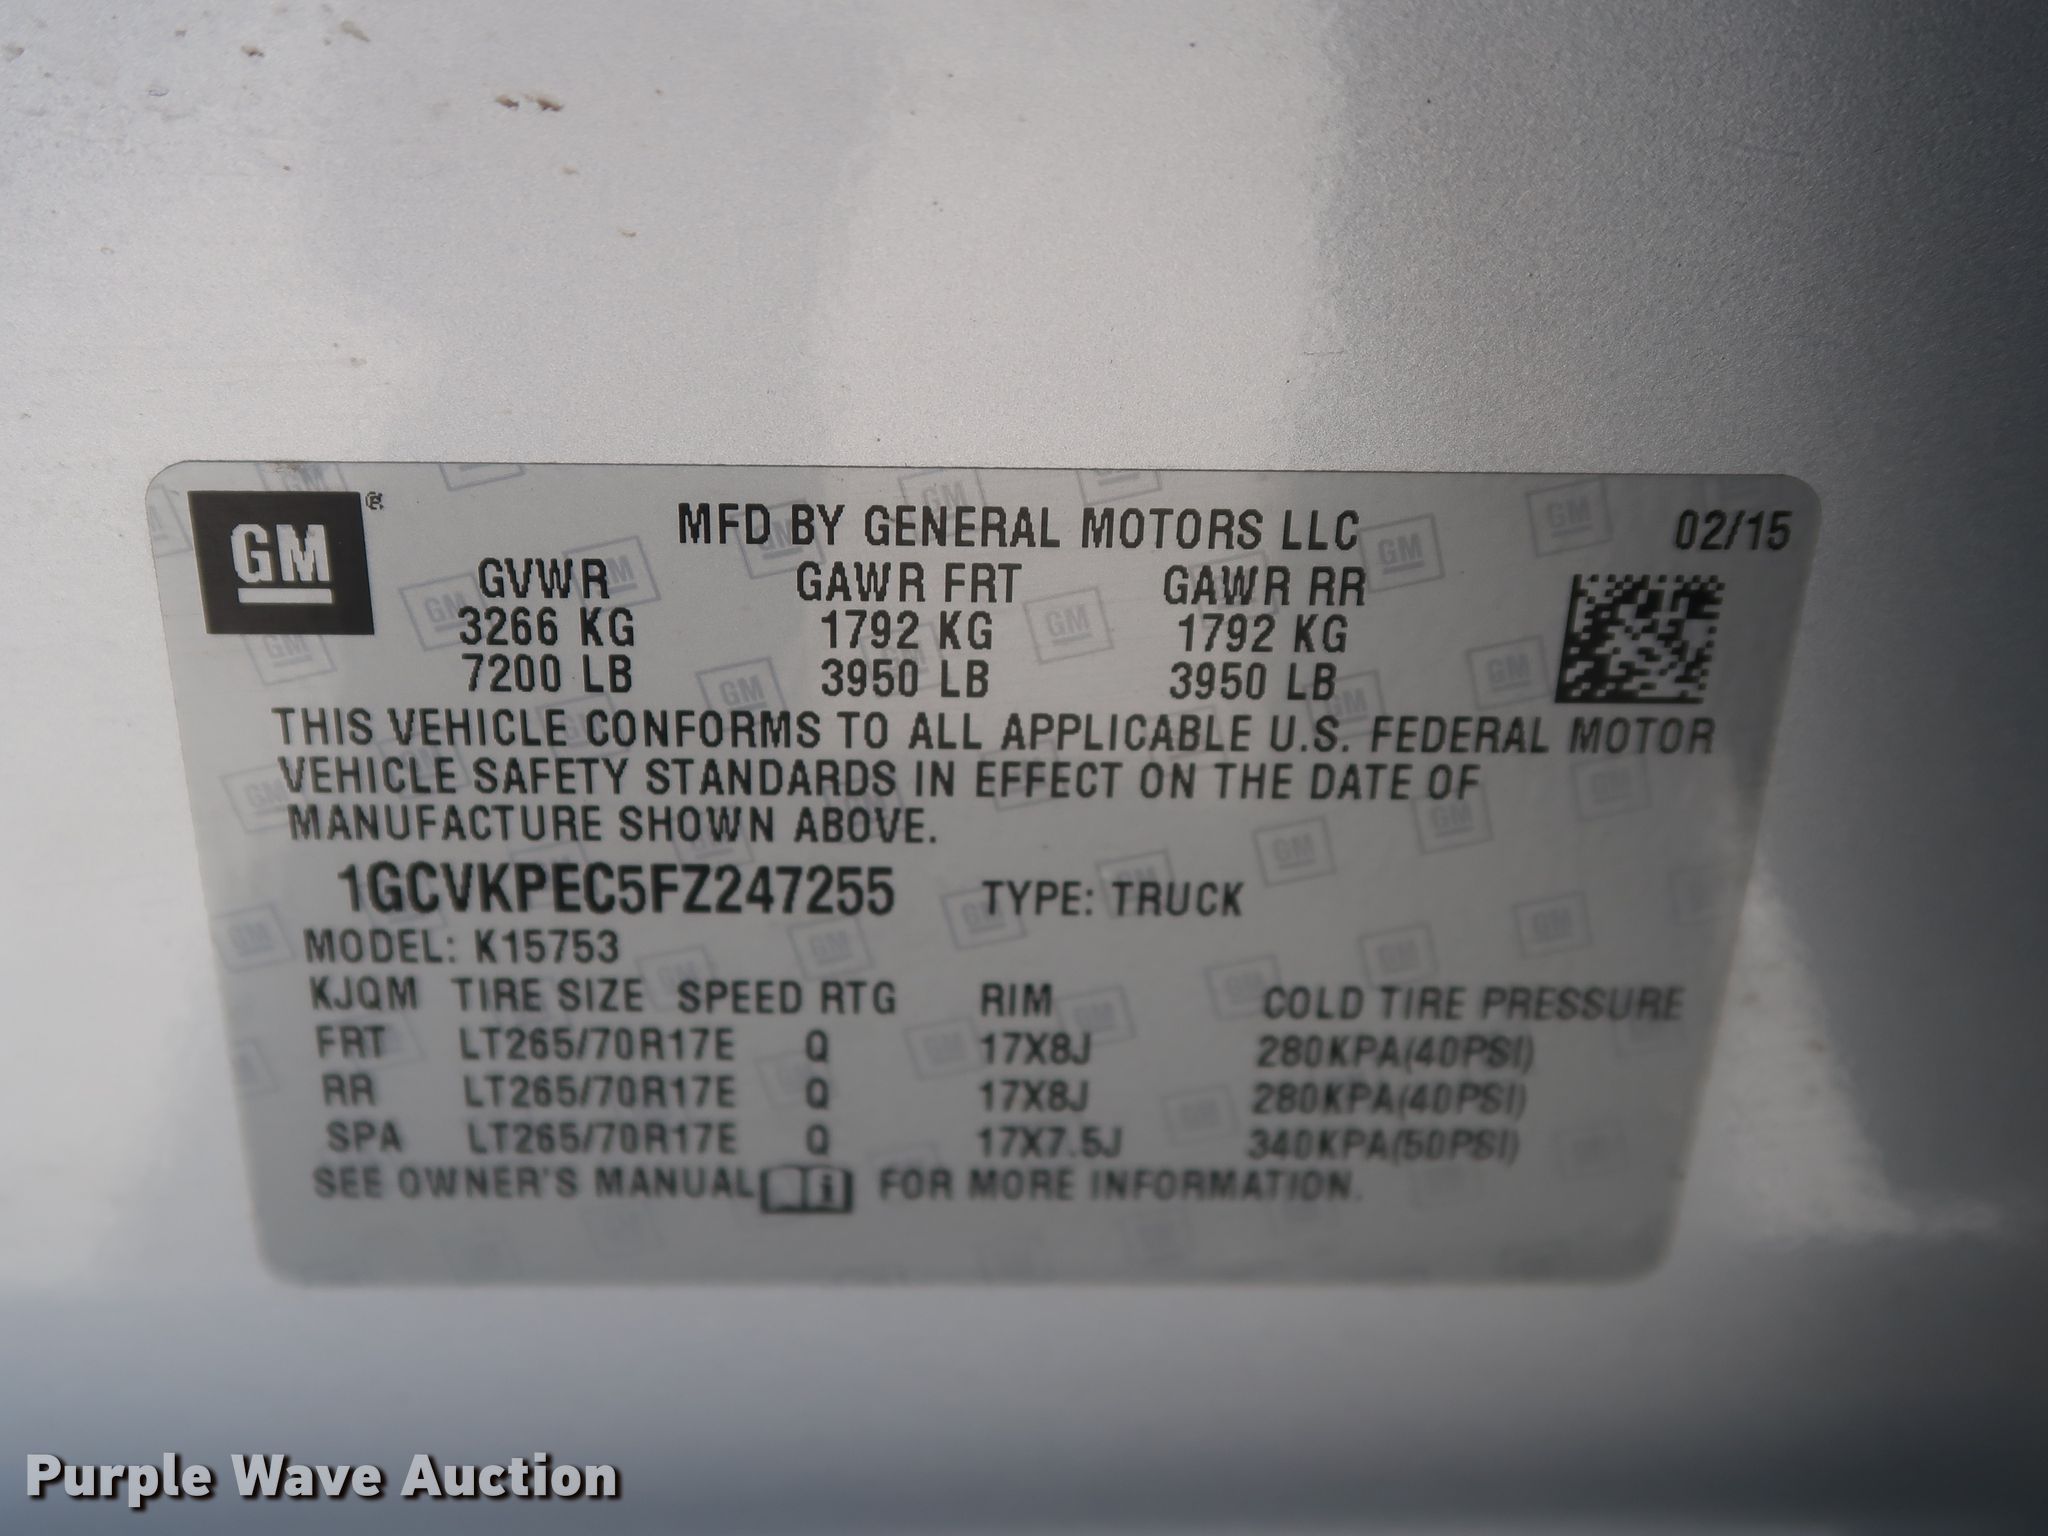 GM
MFD BY GENERAL MOTORS LLC 02/15
GVWR GAWR FRT GAWR RR
3266 KG 1792 KG 1792 KG
7200 LB 3950 LB 3950 LB
THIS VEHICLE CONFORMS TO ALL APPLICABLE U.S. FEDERAL MOTOR
VEHICLE SAFETY STANDARDS IN EFFECT ON THE DATE OF
MANUFACTURE SHOWN ABOVE.
1GCVKPEC5FZ247255 TYPE: TRUCK
MODEL: K15753
KJQM TIRE SIZE SPEED RTG RIM COLD TIRE PRESSURE
FRT LT265/70R17E Q 17X8J 280KPA(40PSI)
RR LT265/70R17E Q 17X8J 280KPA(40PSI)
SPA LT265/70R17E Q 17X7.5J 340KPA(50PSI)
SEE OWNER'S MANUAL FOR MORE INFORMATION.
Purple Wave Auction